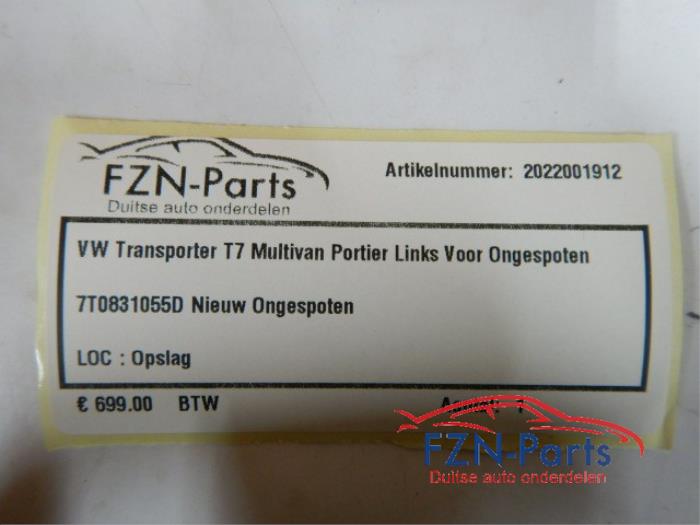 FZN-Parts
Duitse auto onderdelen
Artikelnummer: 2022001912
VW Transporter T7 Multivan Portier Links Voor Ongespoten
7T0831055D Nieuw Ongespoten
LOC : Opslag
€ 699.00 BTW
FZN-Parts
Duitse auto onderdelen